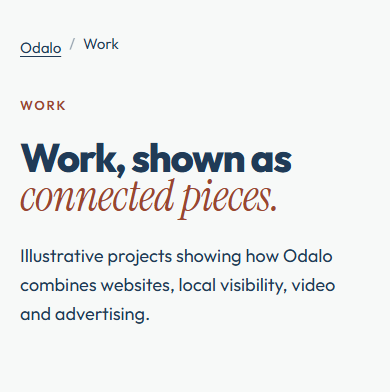 Odalo / Work
WORK
Work, shown as
connected pieces.
Illustrative projects showing how Odalo
combines websites, local visibility, video
and advertising.